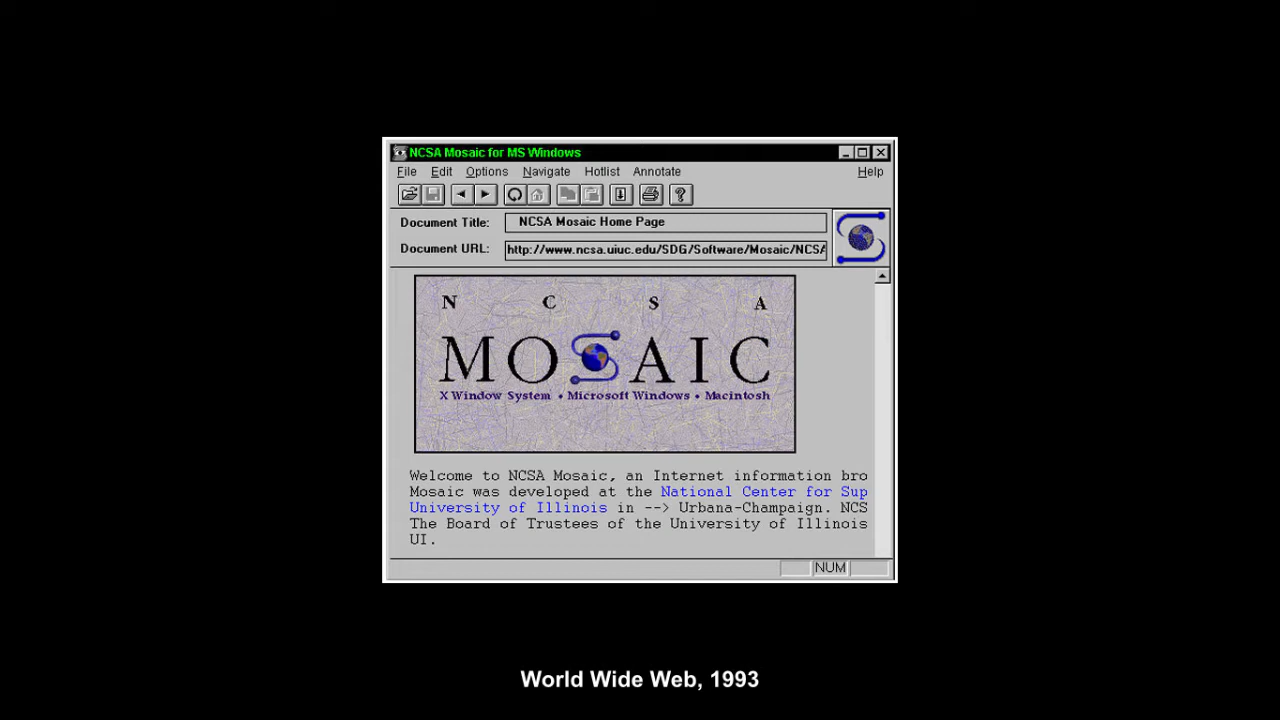 NCSA Mosaic for MS Windows
File Edit Options Navigate Hotlist Annotate Help
Document Title: NCSA Mosaic Home Page
Document URL: http://www.ncsa.uiuc.edu/SDG/Software/Mosaic/NCSA
N C S A
MOSAIC
X Window System • Microsoft Windows • Macintosh
Welcome to NCSA Mosaic, an Internet information bro
Mosaic was developed at the National Center for Sup
University of Illinois in --> Urbana-Champaign. NCS
The Board of Trustees of the University of Illinois
UI.
NUM
World Wide Web, 1993